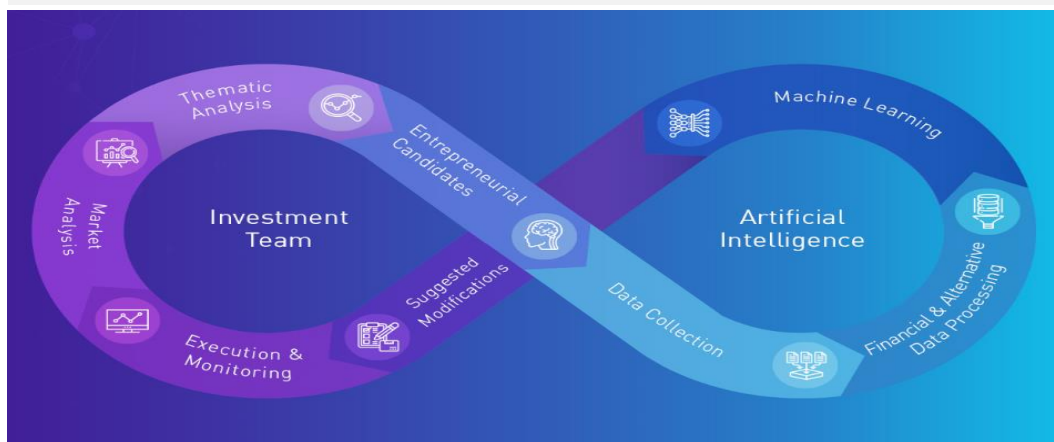 Thematic
Analysis
Entrepreneurial
Candidates
Market
Analysis
Investment
Team
Suggested
Modifications
Execution &
Monitoring
Machine Learning
Artificial
Intelligence
Data Collection
Financial & Alternative
Data Processing